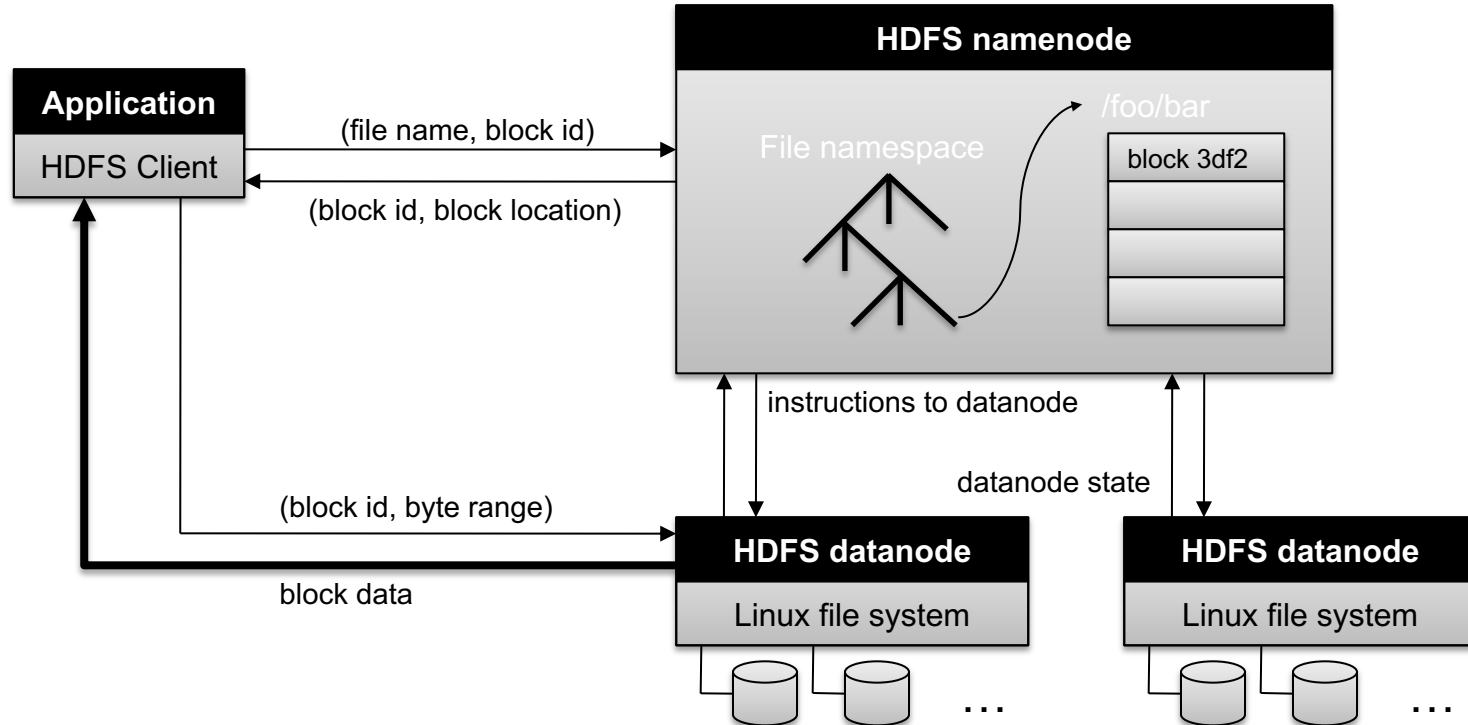 HDFS namenode
Application
HDFS Client
(file name, block id)
(block id, block location)
File namespace
/foo/bar
block 3df2
instructions to datanode
datanode state
(block id, byte range)
block data
HDFS datanode
Linux file system
...
HDFS datanode
Linux file system
...